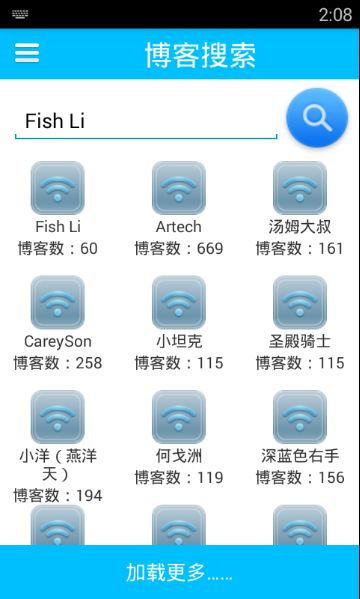 2:08
博客搜索
Fish Li
Fish Li
博客数：60
Artech
博客数：669
汤姆大叔
博客数：161
CareySon
博客数：258
小坦克
博客数：115
圣殿骑士
博客数：115
小洋（燕洋
天）
博客数：194
何戈洲
博客数：119
深蓝色右手
博客数：156
加载更多……